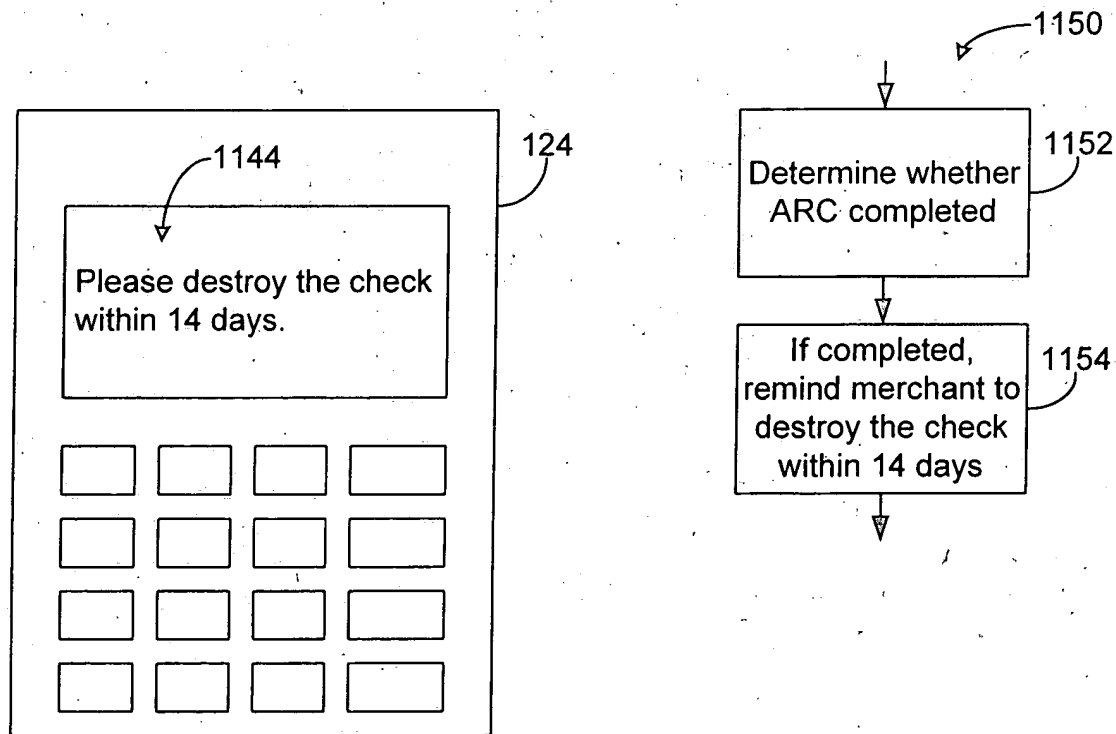 1150
1144
124
Please destroy the check
within 14 days.
1152
Determine whether
ARC completed
1154
If completed,
remind merchant to
destroy the check
within 14 days